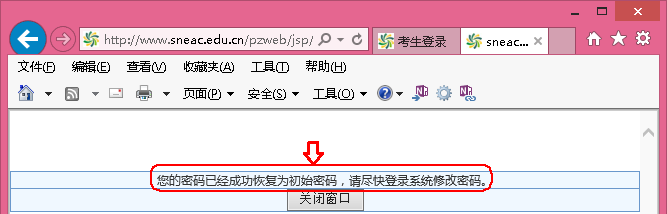 http://www.sneac.edu.cn/pzweb/jsp/
考生登录
sneac...
文件(F) 编辑(E) 查看(V) 收藏夹(A) 工具(T) 帮助(H)
页面(P) 安全(S) 工具(O)
您的密码已经成功恢复为初始密码，请尽快登录系统修改密码。
关闭窗口